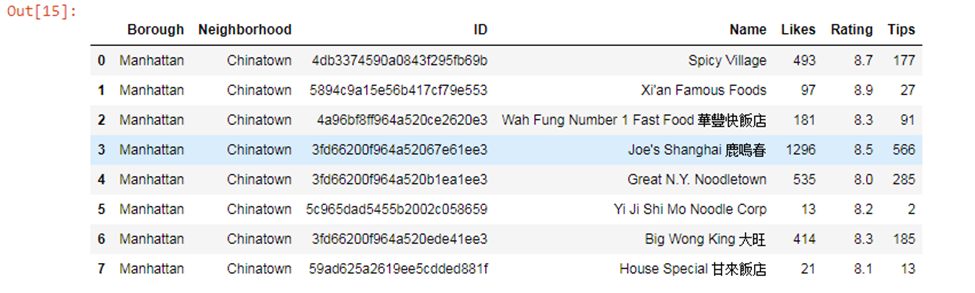 Out[15]:
Borough Neighborhood ID Name Likes Rating Tips
0 Manhattan Chinatown 4db3374590a0843f295fb69b Spicy Village 493 8.7 177
1 Manhattan Chinatown 5894c9a15e56b417cf79e553 Xi'an Famous Foods 97 8.9 27
2 Manhattan Chinatown 4a96bf8ff964a520ce2620e3 Wah Fung Number 1 Fast Food 華豐快飯店 181 8.3 91
3 Manhattan Chinatown 3fd66200f964a52067e61ee3 Joe's Shanghai 鹿鳴春 1296 8.5 566
4 Manhattan Chinatown 3fd66200f964a520b1ea1ee3 Great N.Y. Noodletown 535 8.0 285
5 Manhattan Chinatown 5c965dad5455b2002c058659 Yi Ji Shi Mo Noodle Corp 13 8.2 2
6 Manhattan Chinatown 3fd66200f964a520ede41ee3 Big Wong King 大旺 414 8.3 185
7 Manhattan Chinatown 59ad625a2619ee5cdded881f House Special 甘來飯店 21 8.1 13